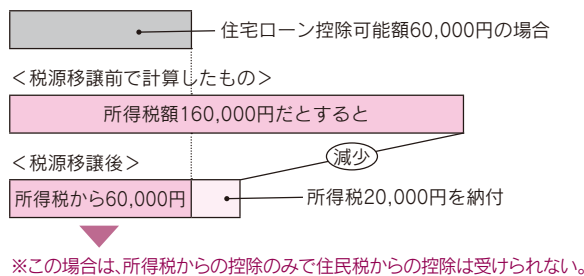 住宅ローン控除可能額60,000円の場合
＜税源移譲前で計算したもの＞
所得税額160,000円だとすると
減少
＜税源移譲後＞
所得税から60,000円
所得税20,000円を納付
※この場合は、所得税からの控除のみで住民税からの控除は受けられない。